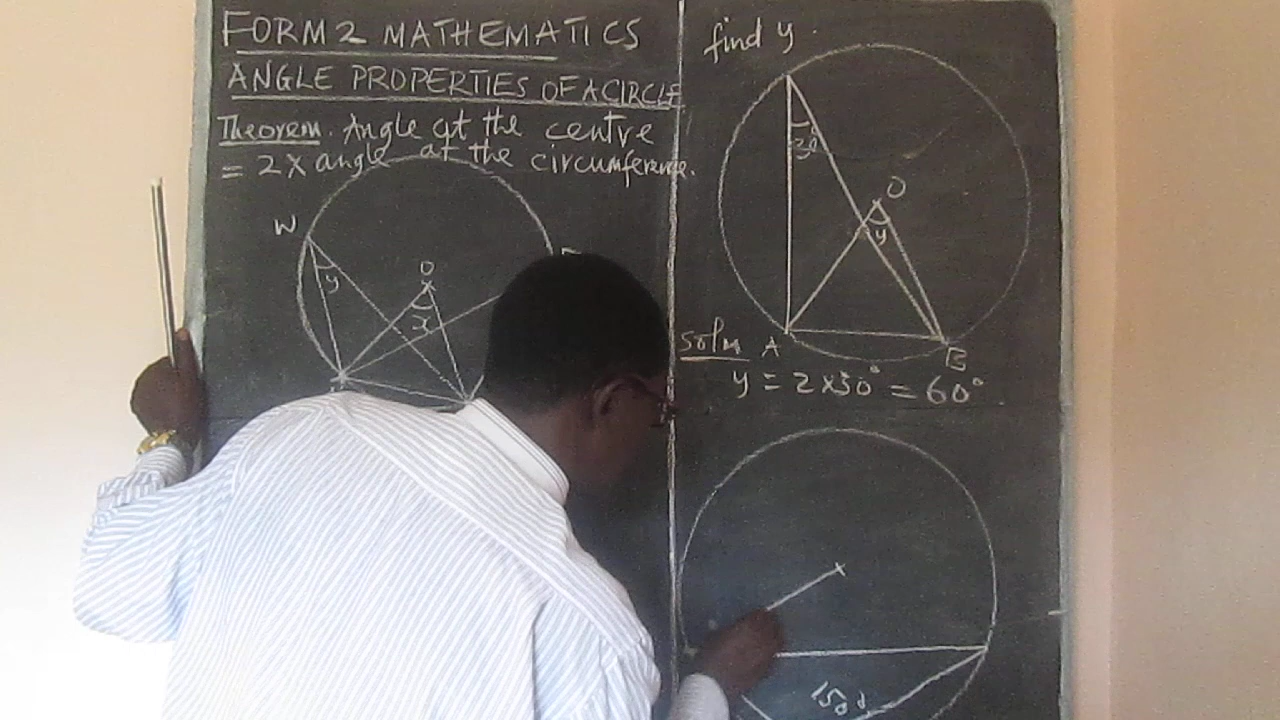 FORM 2 MATHEMATICS
ANGLE PROPERTIES OF A CIRCLE
Theorem. Angle at the centre
= 2 x angle at the circumference.
W
O
y
x
find y.
30
O
y
A
B
Soln
y = 2 x 30° = 60°.
150